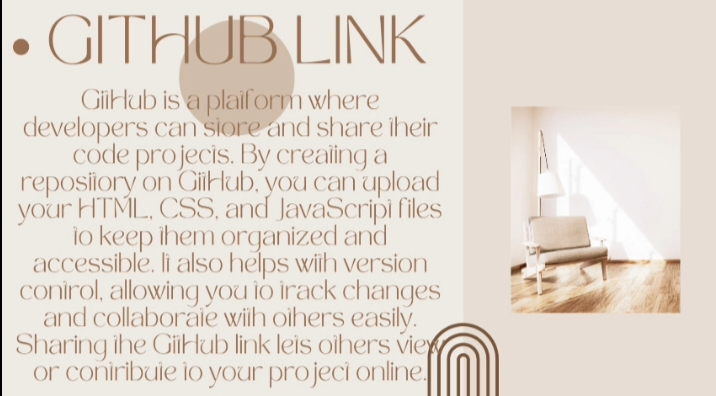 • GITHUB LINK
GitHub is a platform where
developers can store and share their
code projects. By creating a
repository on GitHub, you can upload
your HTML, CSS, and JavaScript files
to keep them organized and
accessible. It also helps with version
control, allowing you to track changes
and collaborate with others easily.
Sharing the GitHub link lets others view
or contribute to your project online.